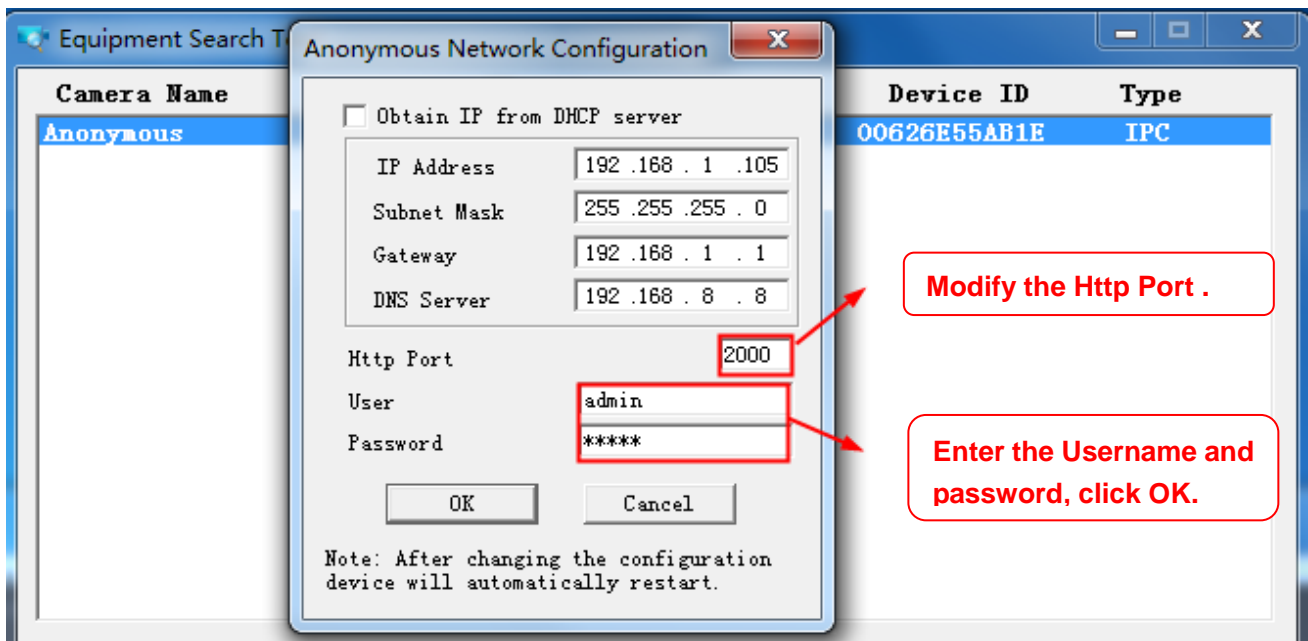 Equipment Search T
Anonymous Network Configuration
Camera Name
Device ID
Type
Anonymous
00626E55AB1E
IPC
Obtain IP from DHCP server
IP Address
192 .168 . 1 .105
Subnet Mask
255 .255 .255 . 0
Gateway
192 .168 . 1 . 1
DNS Server
192 .168 . 8 . 8
Http Port
2000
User
admin
Password
*****
OK
Cancel
Note: After changing the configuration
device will automatically restart.
Modify the Http Port .
Enter the Username and
password, click OK.